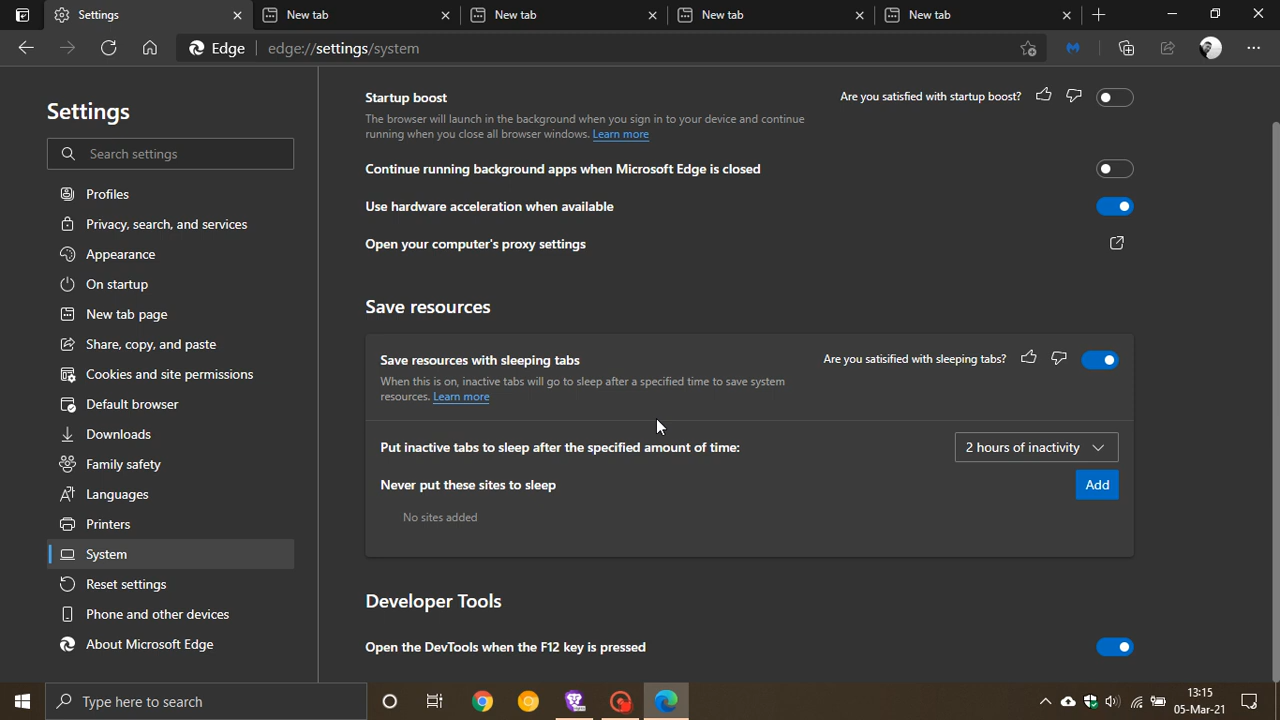 Settings
New tab
New tab
New tab
New tab
Edge
edge://settings/system
Settings
Search settings
Profiles
Privacy, search, and services
Appearance
On startup
New tab page
Share, copy, and paste
Cookies and site permissions
Default browser
Downloads
Family safety
Languages
Printers
System
Reset settings
Phone and other devices
About Microsoft Edge
Startup boost
Are you satisfied with startup boost?
The browser will launch in the background when you sign in to your device and continue
running when you close all browser windows. Learn more
Continue running background apps when Microsoft Edge is closed
Use hardware acceleration when available
Open your computer's proxy settings
Save resources
Save resources with sleeping tabs
Are you satisfied with sleeping tabs?
When this is on, inactive tabs will go to sleep after a specified time to save system
resources. Learn more
Put inactive tabs to sleep after the specified amount of time:
2 hours of inactivity
Never put these sites to sleep
Add
No sites added
Developer Tools
Open the DevTools when the F12 key is pressed
Type here to search
13:15
05-Mar-21